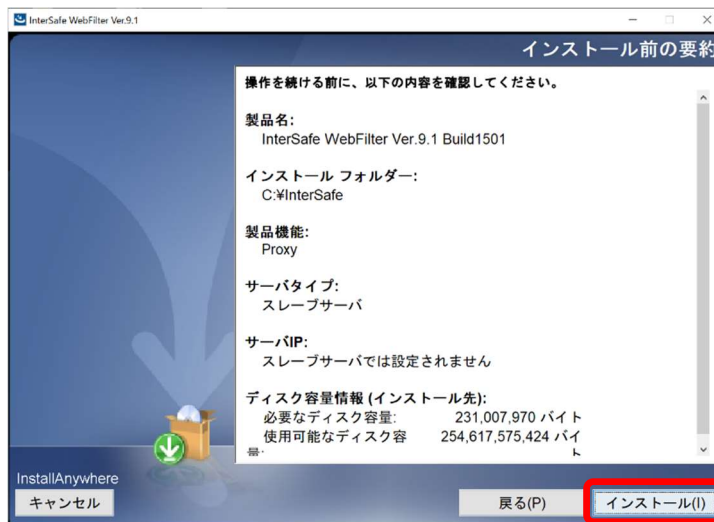 InterSafe WebFilter Ver.9.1
インストール前の要約
操作を続ける前に、以下の内容を確認してください。
製品名:
InterSafe WebFilter Ver.9.1 Build1501
インストール フォルダー:
C:¥InterSafe
製品機能:
Proxy
サーバタイプ:
スレーブサーバ
サーバIP:
スレーブサーバでは設定されません
ディスク容量情報 (インストール先):
必要なディスク容量: 231,007,970 バイト
使用可能なディスク容 254,617,575,424 バイ
量: ト
InstallAnywhere
キャンセル 戻る(P) インストール(I)